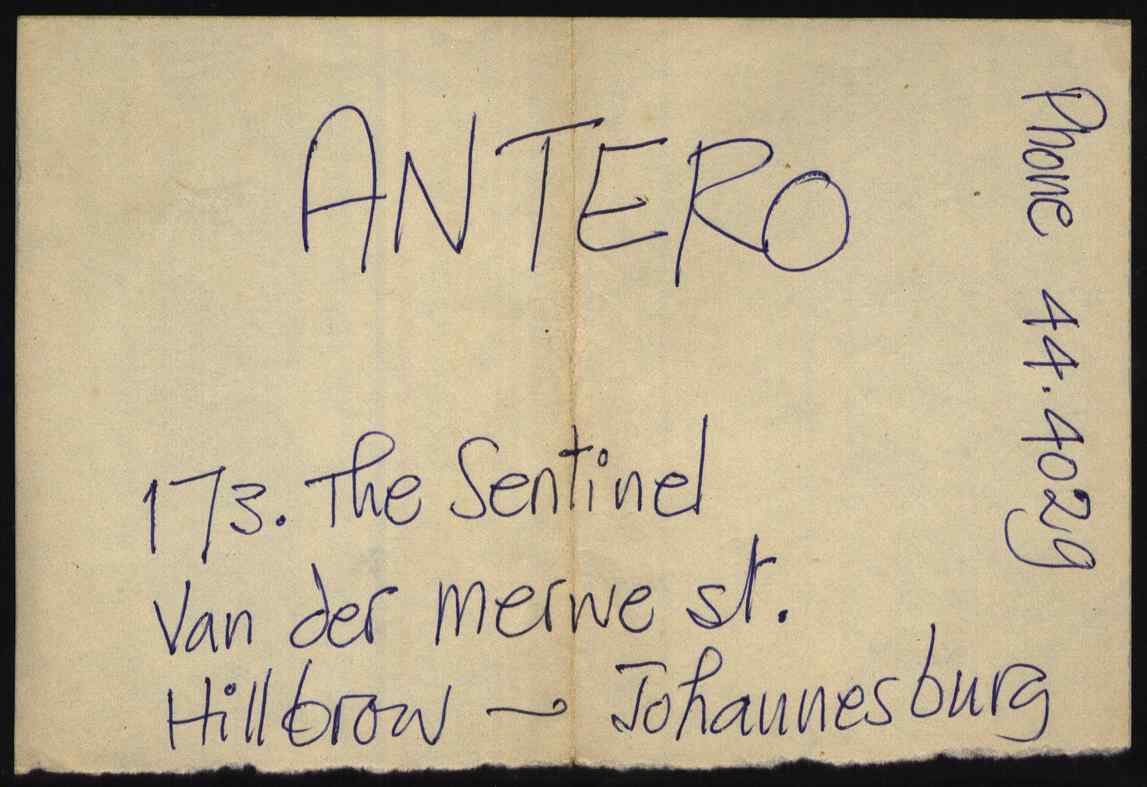 ANTERO
173. The Sentinel
Van der merwe st.
Hillbrow ~ Johannesburg
Phone 44.4029